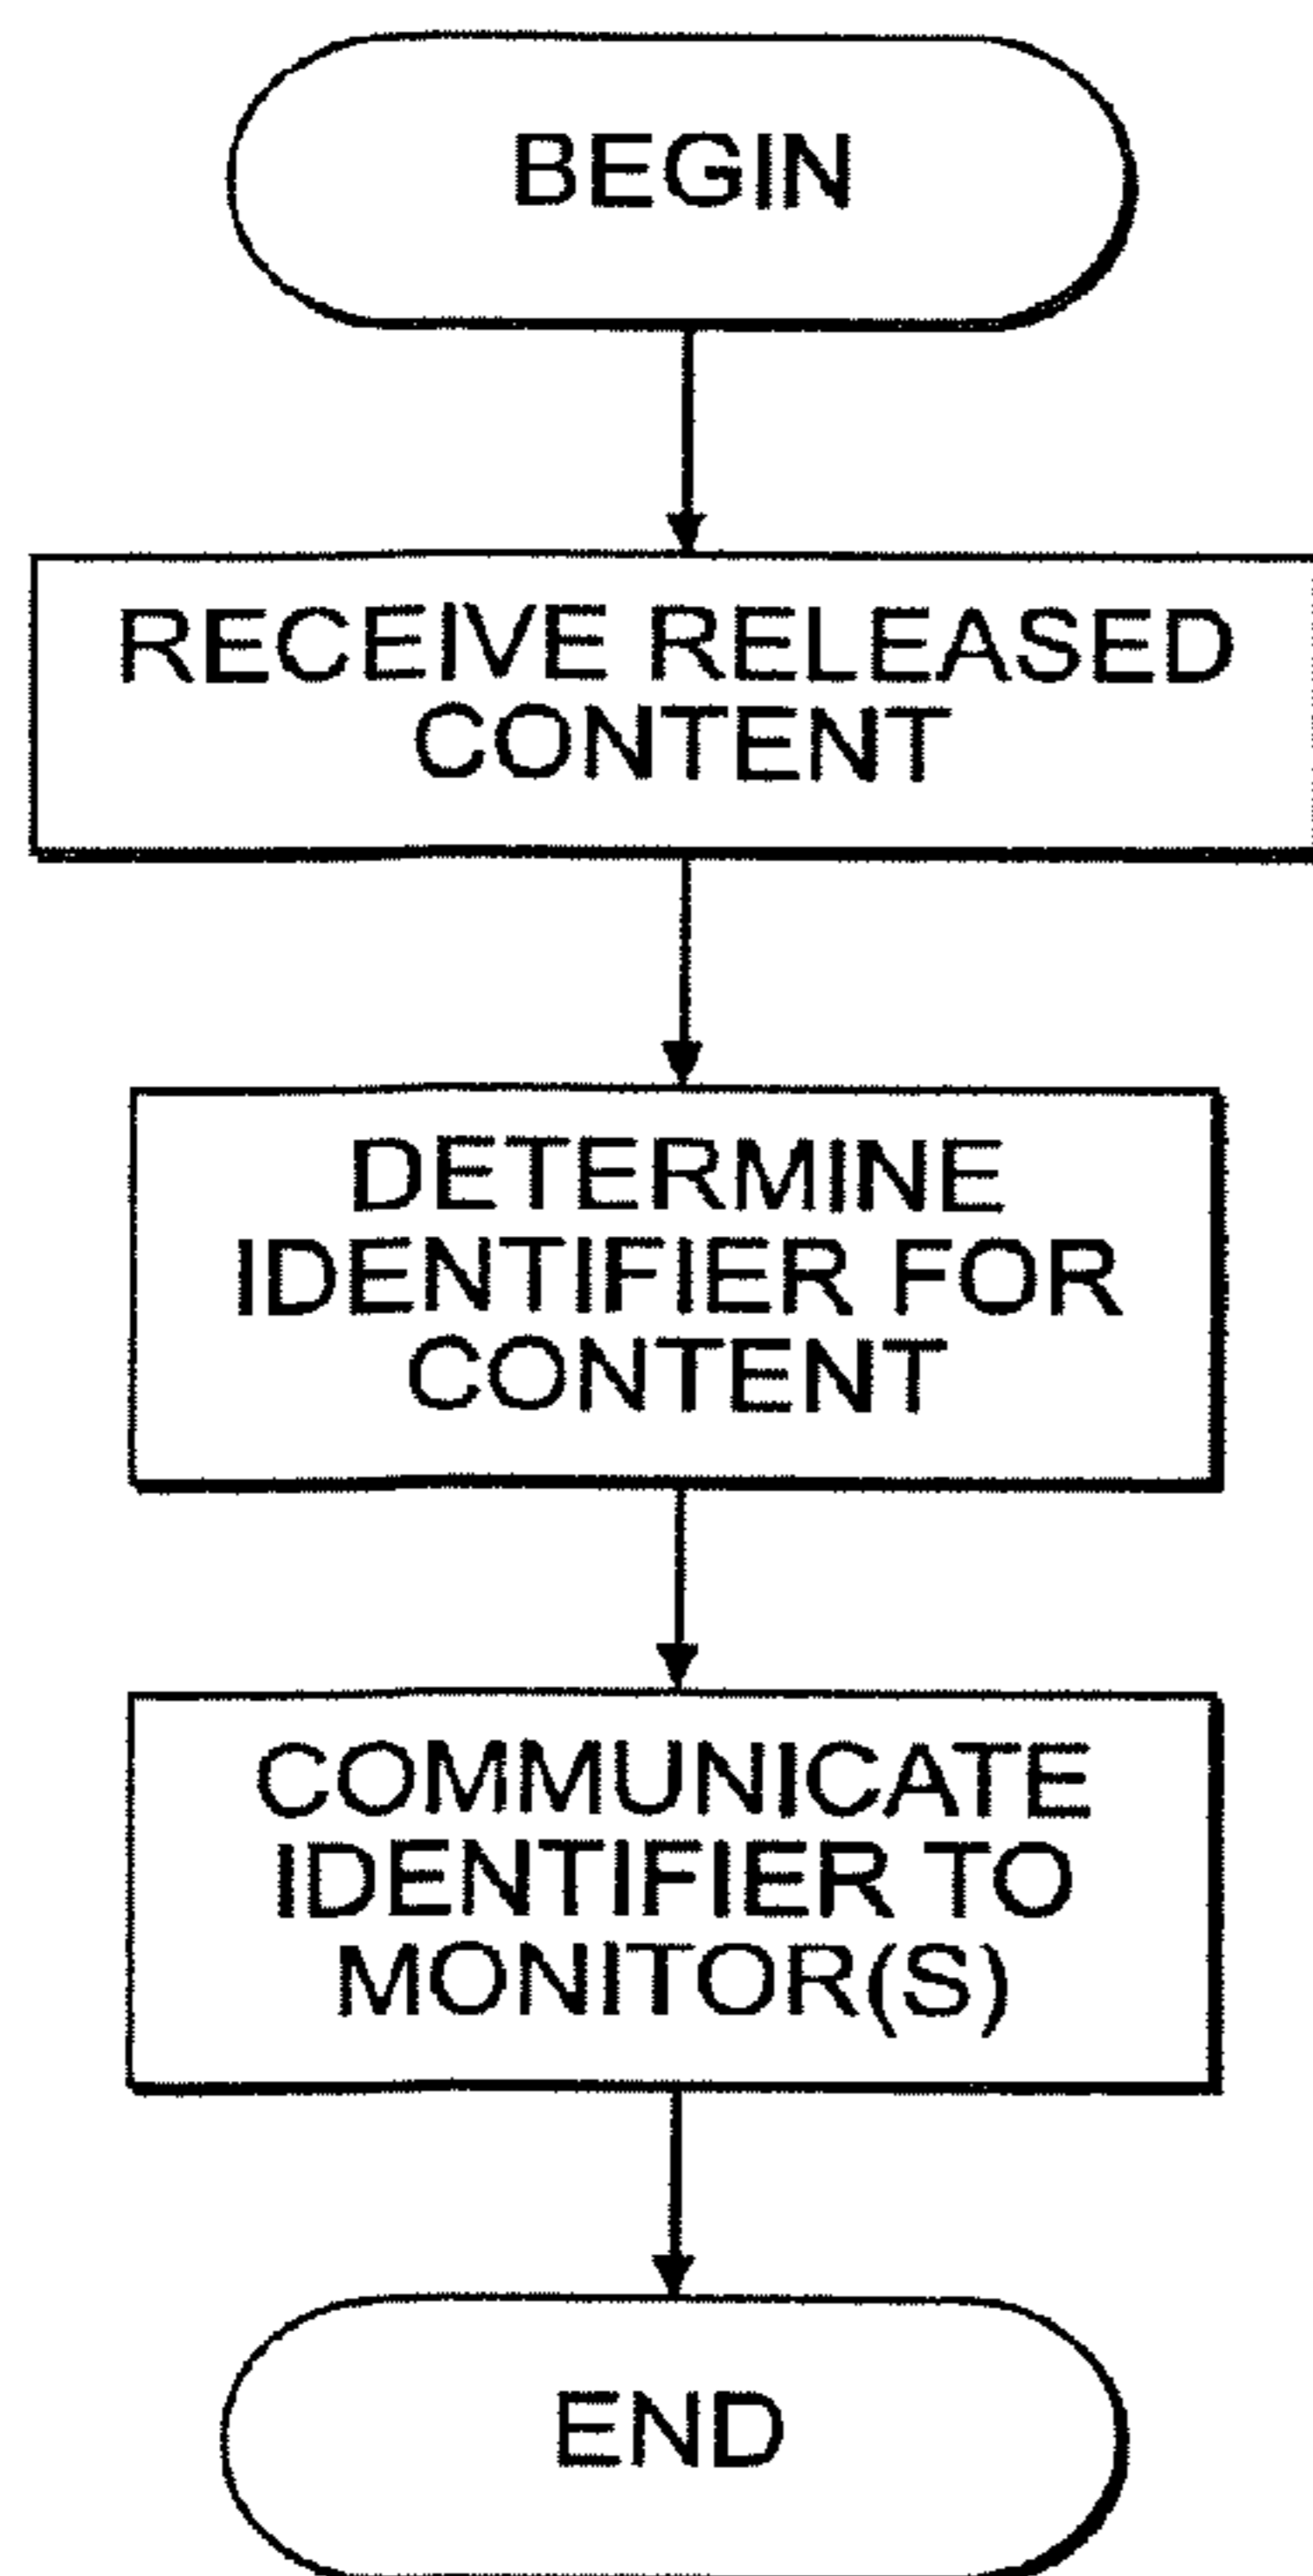 BEGIN
RECEIVE RELEASED
CONTENT
DETERMINE
IDENTIFIER FOR
CONTENT
COMMUNICATE
IDENTIFIER TO
MONITOR(S)
END